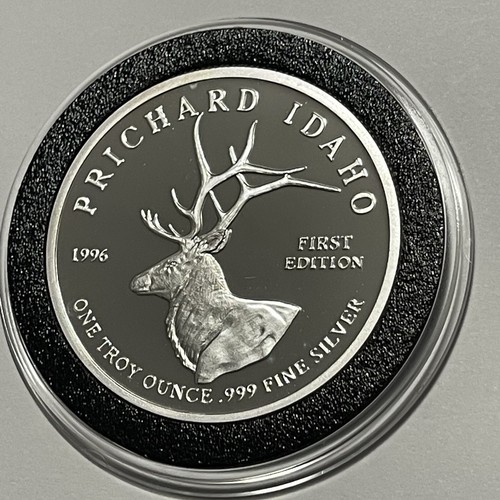 PRICHARD IDAHO
1996
FIRST
EDITION
ONE TROY OUNCE .999 FINE SILVER